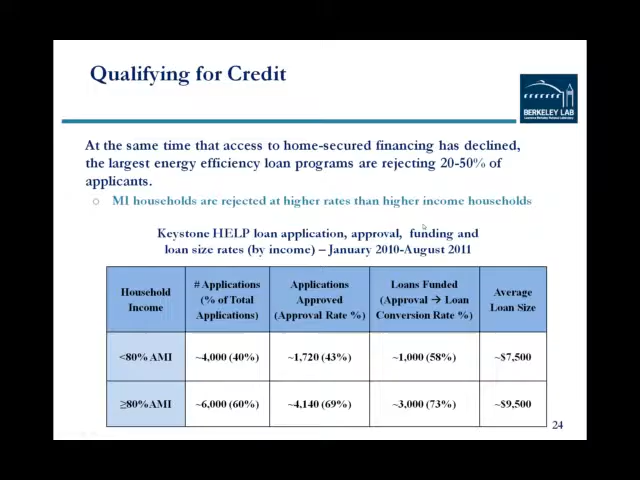 Qualifying for Credit
BERKELEY LAB
At the same time that access to home-secured financing has declined,
the largest energy efficiency loan programs are rejecting 20-50% of
applicants.
○ MI households are rejected at higher rates than higher income households
Keystone HELP loan application, approval, funding and
loan size rates (by income) – January 2010-August 2011
Household Income
# Applications (% of Total Applications)
Applications Approved (Approval Rate %)
Loans Funded (Approval → Loan Conversion Rate %)
Average Loan Size
<80% AMI
~4,000 (40%)
~1,720 (43%)
~1,000 (58%)
~$7,500
≥80%AMI
~6,000 (60%)
~4,140 (69%)
~3,000 (73%)
~$9,500
24